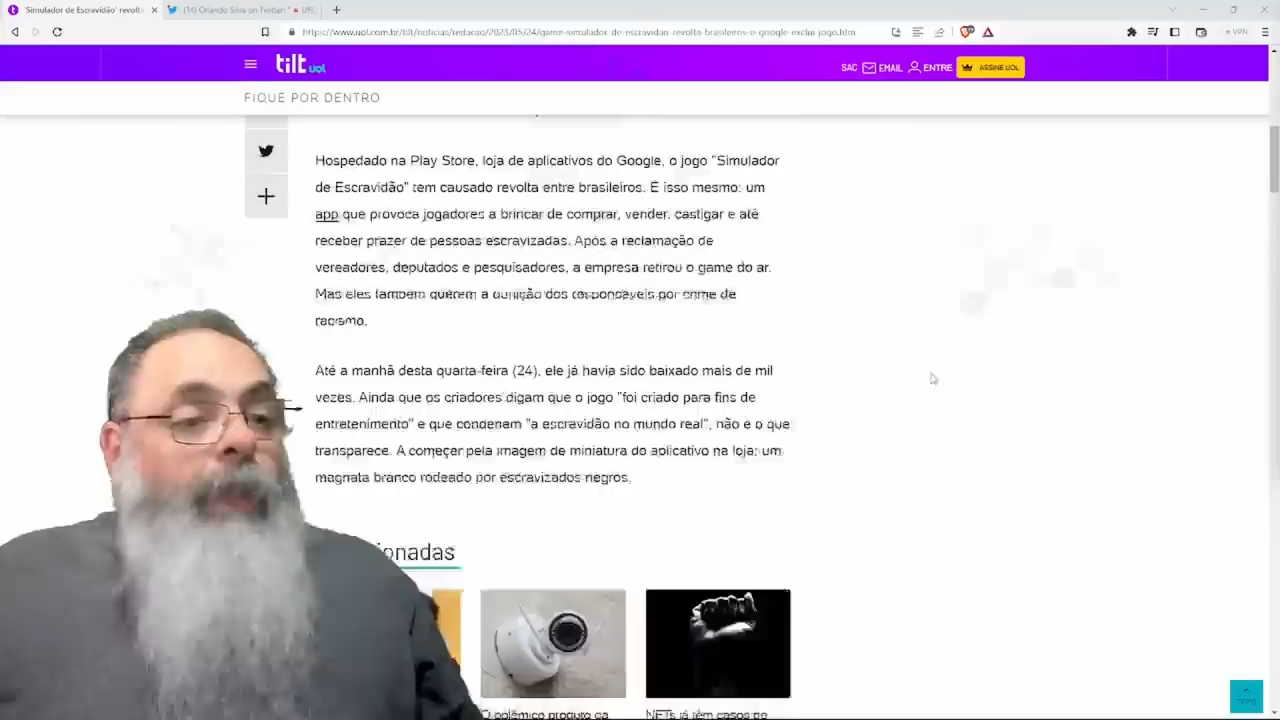 'Simulador de Escravidão' revolt
(14) Orlando Silva on Twitter: "
https://www.uol.com.br/tilt/noticias/redacao/2023/05/24/game-simulador-de-escravidao-revolta-brasileiros-e-google-exclui-jogo.htm
VPN
tilt uol
SAC EMAIL ENTRE ASSINE UOL
FIQUE POR DENTRO
Hospedado na Play Store, loja de aplicativos do Google, o jogo "Simulador
de Escravidão" tem causado revolta entre brasileiros. É isso mesmo: um
app que provoca jogadores a brincar de comprar, vender, castigar e até
receber prazer de pessoas escravizadas. Após a reclamação de
vereadores, deputados e pesquisadores, a empresa retirou o game do ar.
Mas eles também querem a punição dos responsáveis por crime de
racismo.
Até a manhã desta quarta-feira (24), ele já havia sido baixado mais de mil
vezes. Ainda que os criadores digam que o jogo "foi criado para fins de
entretenimento" e que condenam "a escravidão no mundo real", não é o que
transparece. A começar pela imagem de miniatura do aplicativo na loja: um
magnata branco rodeado por escravizados negros.
ionadas
O polêmico produto da
NFTs já têm casos de
TOPO